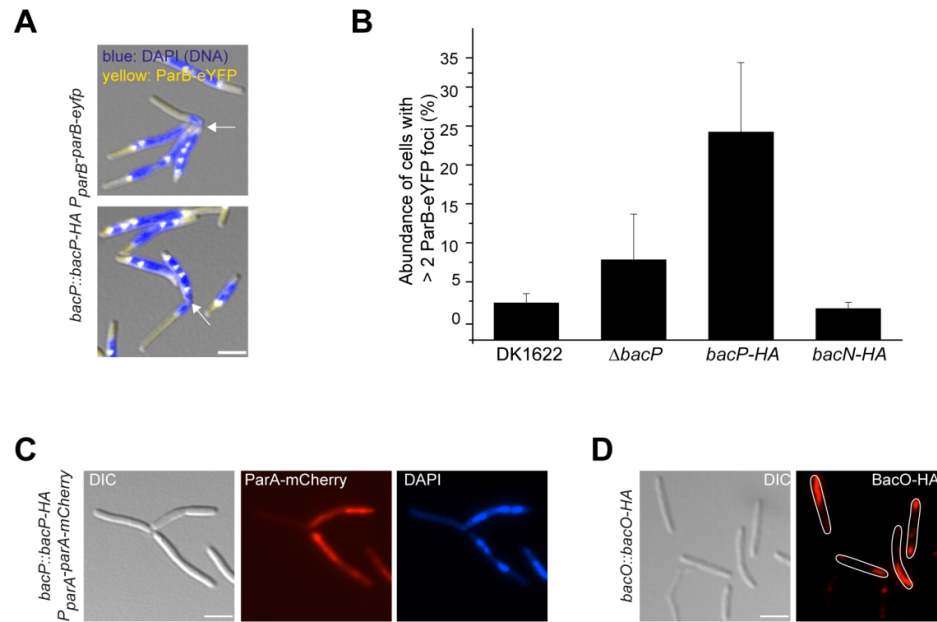 A
blue: DAPI (DNA)
yellow: ParB-eYFP
bacP::bacP-HA PparB-parB-eyfp
B
Abundance of cells with
> 2 ParB-eYFP foci (%)
35
25
20
15
10
5
0
DK1622
ΔbacP
bacP-HA
bacN-HA
C
bacP::bacP-HA
PparA-parA-mCherry
DIC
ParA-mCherry
DAPI
D
bacO::bacO-HA
DIC
BacO-HA